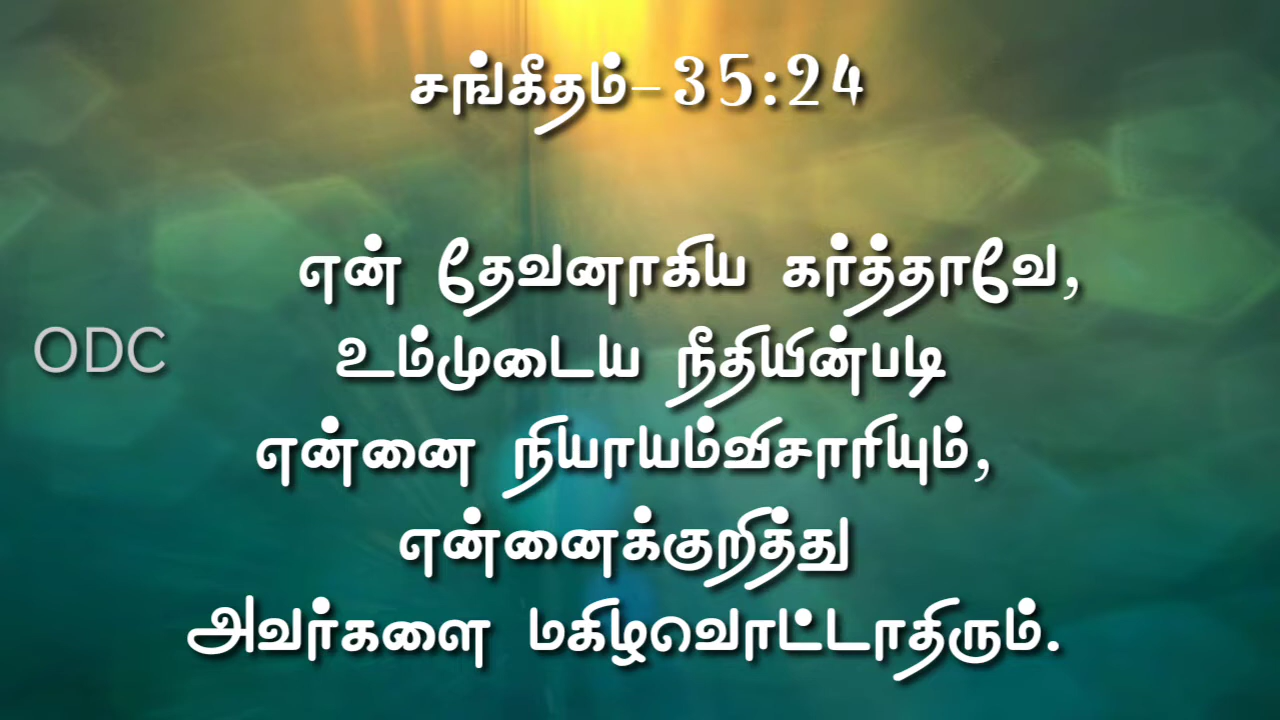 சங்கீதம்-35:24
என் தேவனாகிய கர்த்தாவே,
ODC
உம்முடைய நீதியின்படி
என்னை நியாயம்விசாரியும்,
என்னைக்குறித்து
அவர்களை மகிழவொட்டாதிரும்.